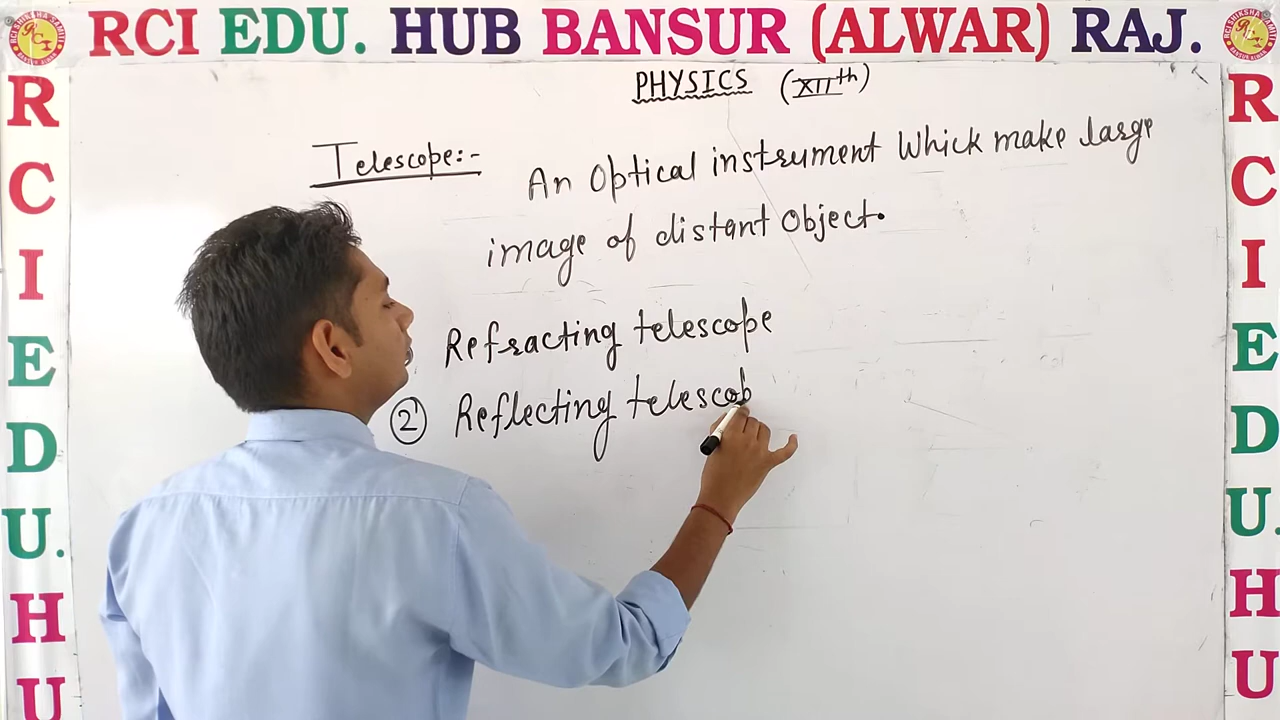 RCI EDU. HUB BANSUR (ALWAR) RAJ.
PHYSICS (XIIth)
Telescope:- An Optical instrument Which make large
image of distant Object.
Refracting telescope
② Reflecting telescop
R
C
I
E
D
U.
H
U
R
C
I
E
D
U.
H
U